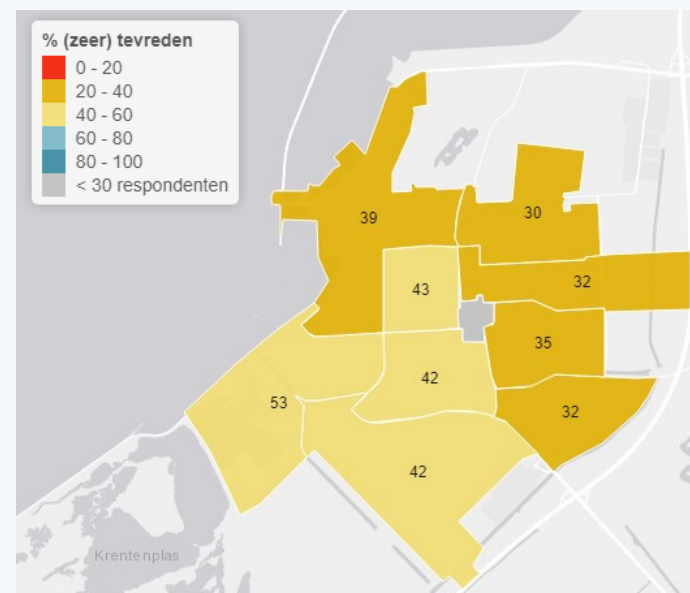 % (zeer) tevreden
0 - 20
20 - 40
40 - 60
60 - 80
80 - 100
< 30 respondenten
39
30
43
32
35
42
53
32
42
Krentenplas